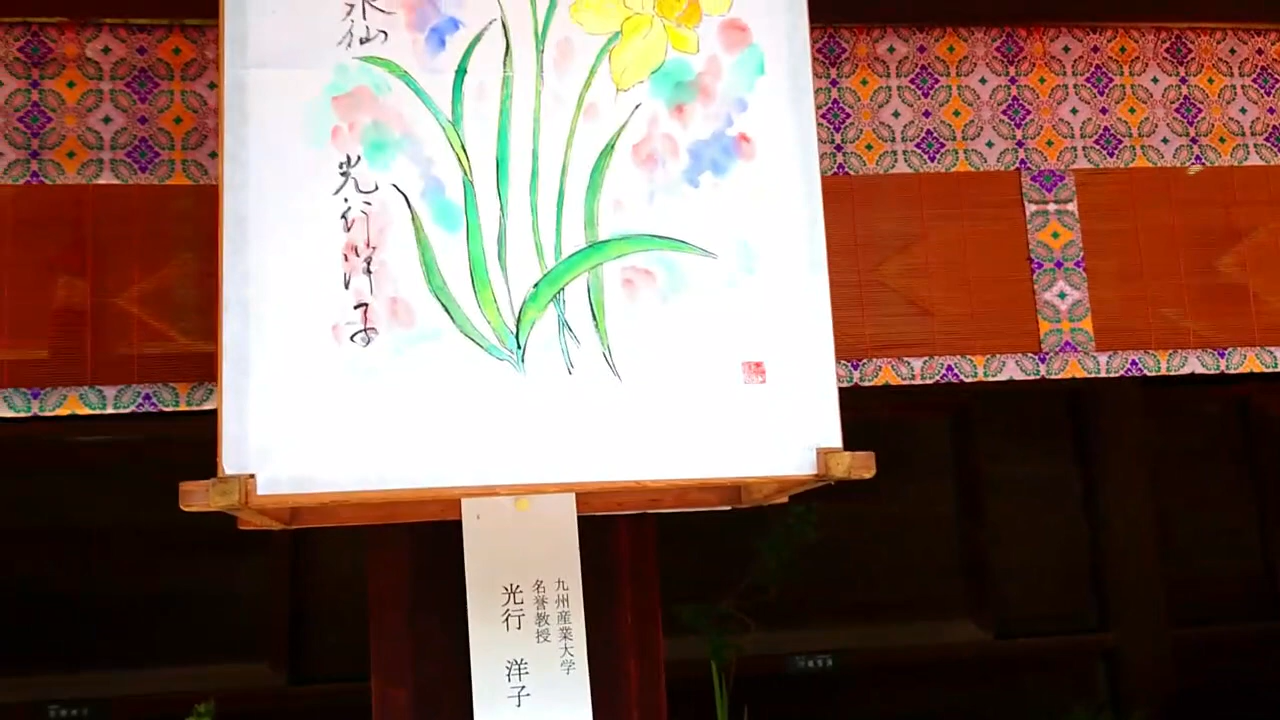 水仙
光行洋子
九州産業大学
名誉教授
光行 洋子